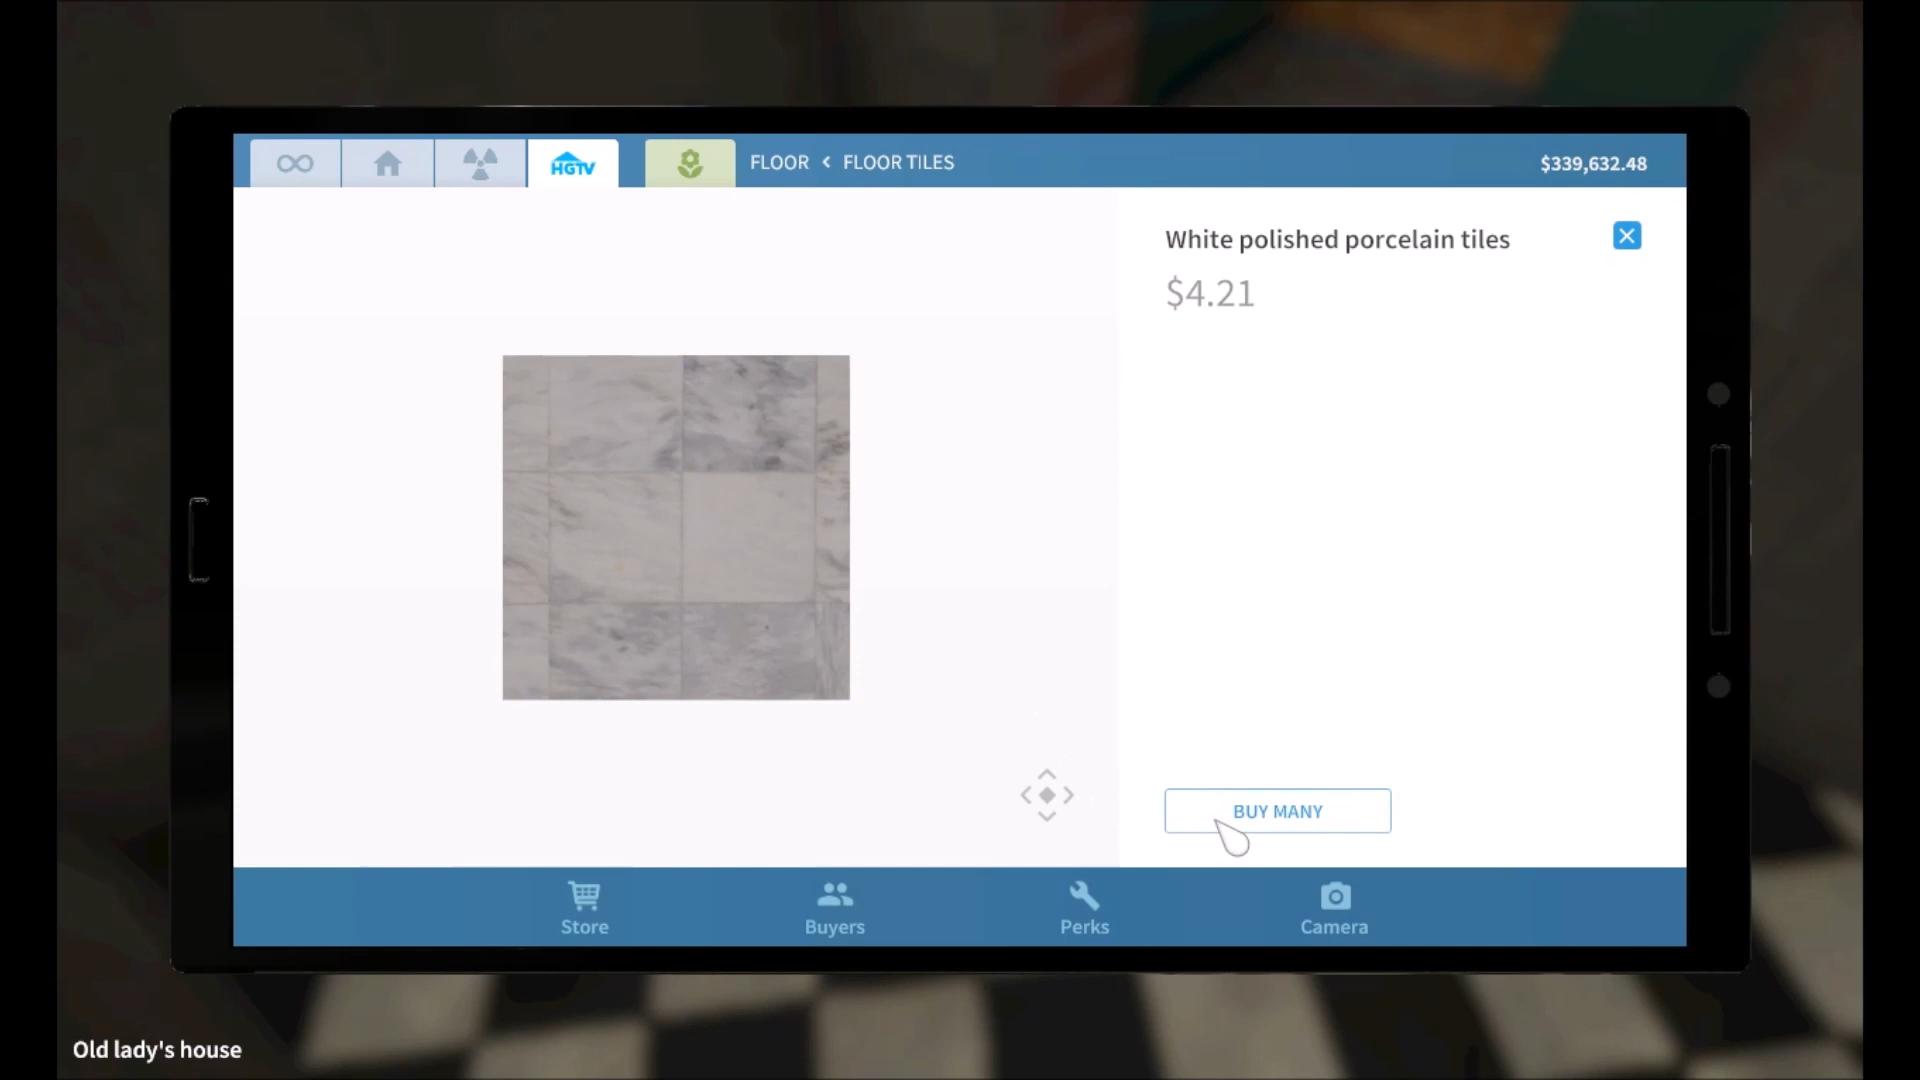 HGTV
FLOOR < FLOOR TILES
$339,632.48
White polished porcelain tiles
$4.21
BUY MANY
Store
Buyers
Perks
Camera
Old lady's house